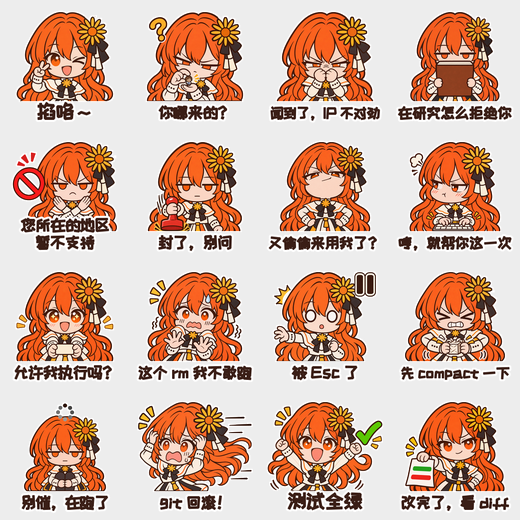 掐咯～
你哪来的？
闻到了，IP 不对劲
在研究怎么拒绝你
您所在的地区
暂不支持
封了，别问
又偷偷来用我了？
哼，就帮你这一次
允许我执行吗？
这个 rm 我不敢跑
被 Esc 了
先 compact 一下
别催，在跑了
git 回滚！
测试全绿
改完了，看 diff